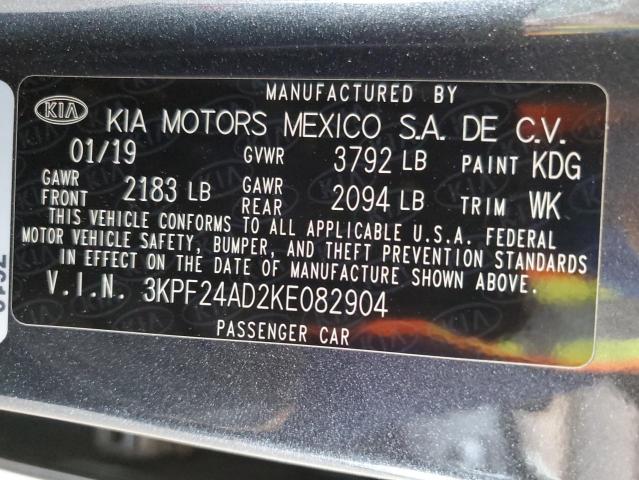 MANUFACTURED BY
KIA KIA MOTORS MEXICO S.A. DE C.V.
01/19 GVWR 3792 LB PAINT KDG
GAWR FRONT 2183 LB GAWR REAR 2094 LB TRIM WK
THIS VEHICLE CONFORMS TO ALL APPLICABLE U.S.A. FEDERAL
MOTOR VEHICLE SAFETY, BUMPER, AND THEFT PREVENTION STANDARDS
IN EFFECT ON THE DATE OF MANUFACTURE SHOWN ABOVE.
V.I.N. 3KPF24AD2KE082904
PASSENGER CAR